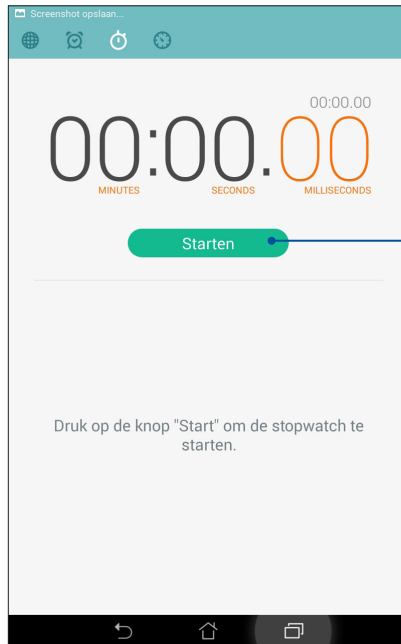 Screenshot opslaan...
00:00.00
00:00.00
MINUTES SECONDS MILLISECONDS
Starten
Druk op de knop "Start" om de stopwatch te
starten.